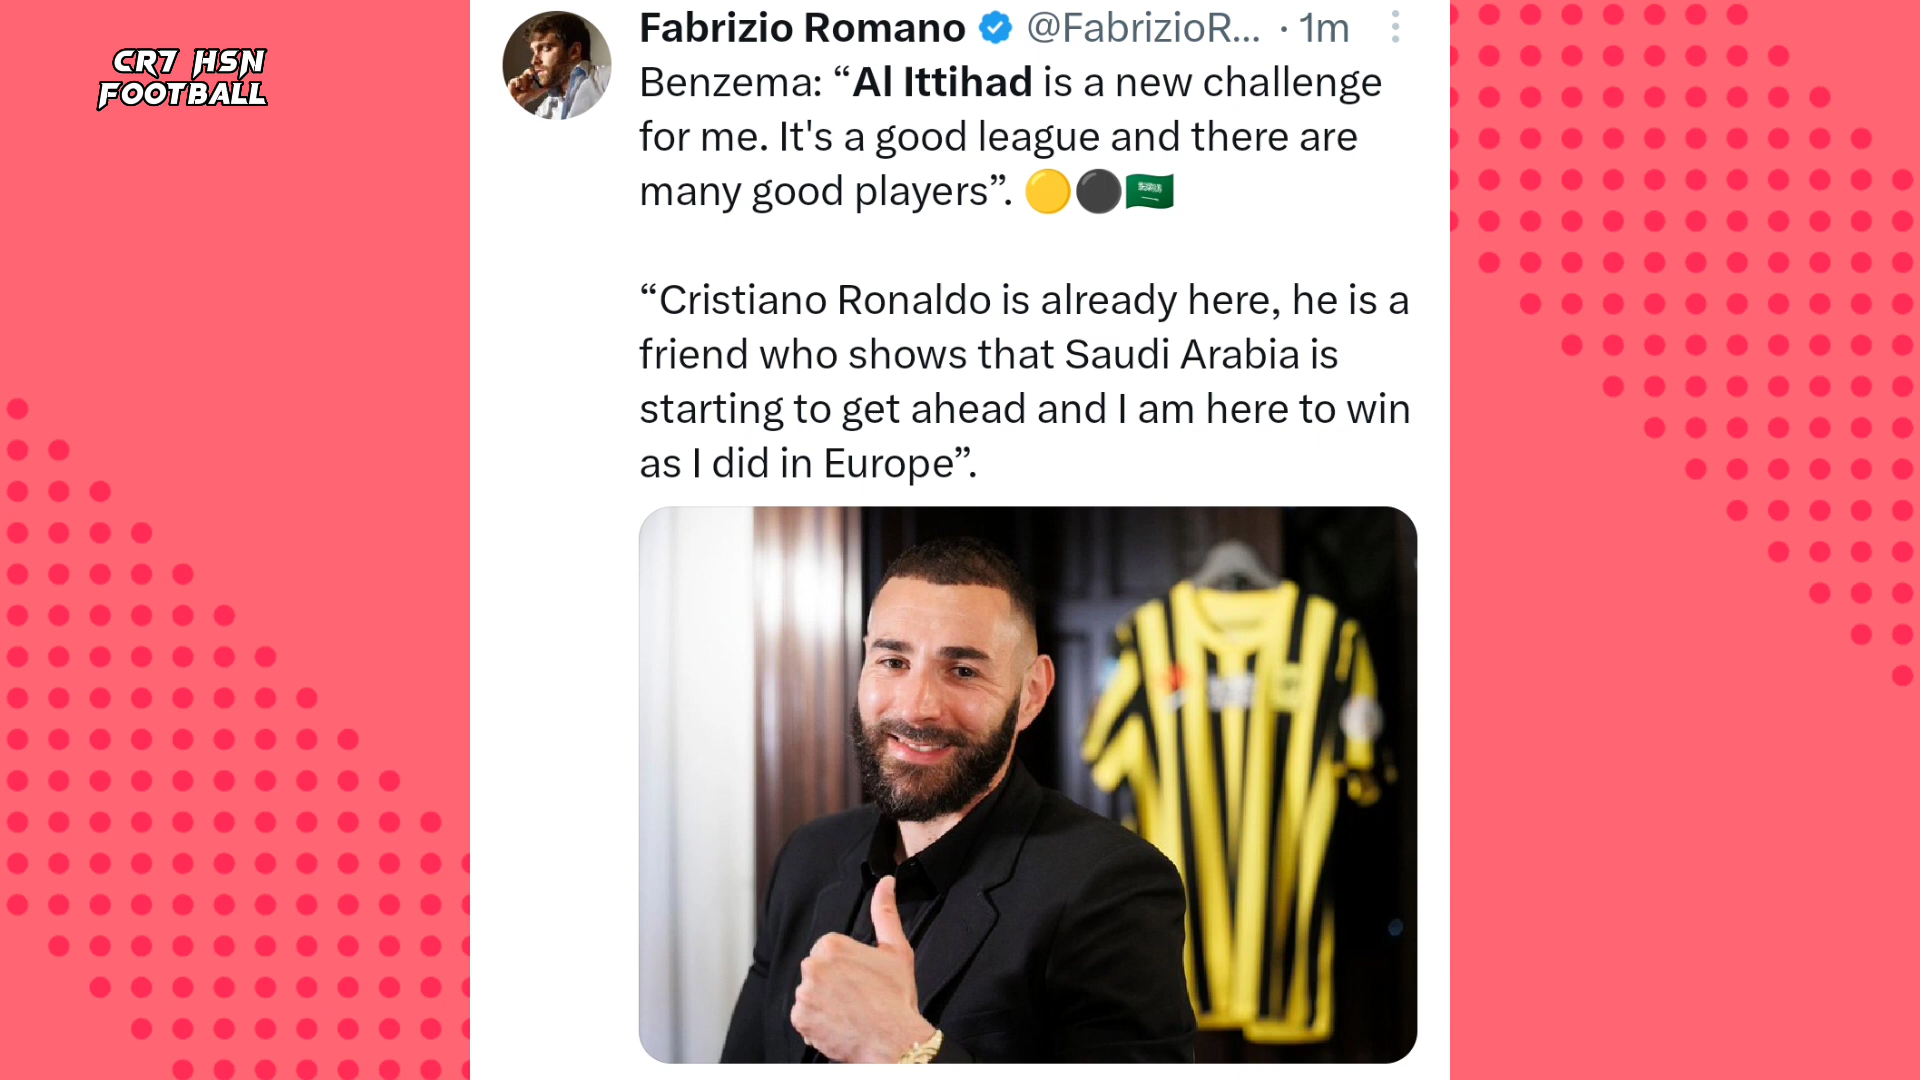 CR7 HSN
FOOTBALL
Fabrizio Romano @FabrizioR... · 1m
Benzema: “Al Ittihad is a new challenge
for me. It's a good league and there are
many good players”. 🟡⚫🇸🇦
“Cristiano Ronaldo is already here, he is a
friend who shows that Saudi Arabia is
starting to get ahead and I am here to win
as I did in Europe”.